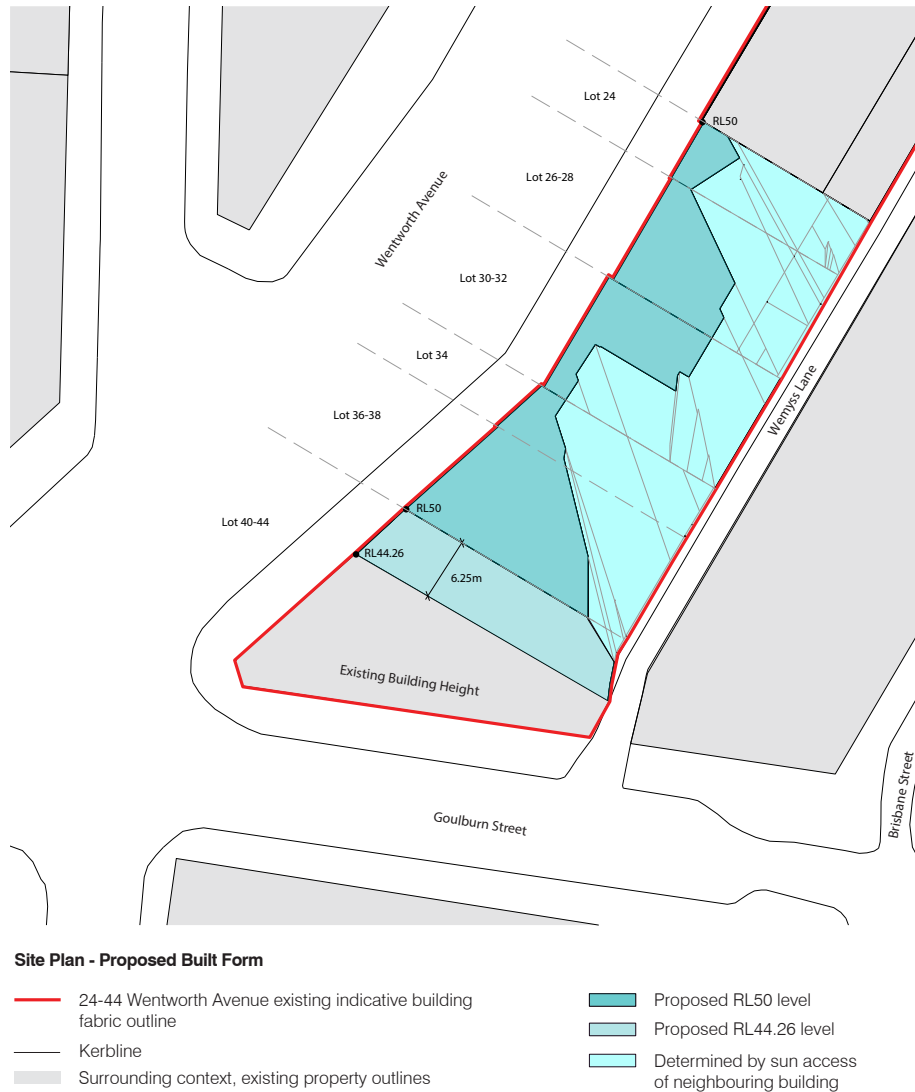 Lot 24
RL50
Lot 26-28
Wentworth Avenue
Lot 30-32
Lot 34
Wemyss Lane
Lot 36-38
RL50
Lot 40-44
RL44.26
6.25m
Existing Building Height
Brisbane Street
Goulburn Street
Site Plan - Proposed Built Form
24-44 Wentworth Avenue existing indicative building
fabric outline
Kerbline
Surrounding context, existing property outlines
Proposed RL50 level
Proposed RL44.26 level
Determined by sun access
of neighbouring building